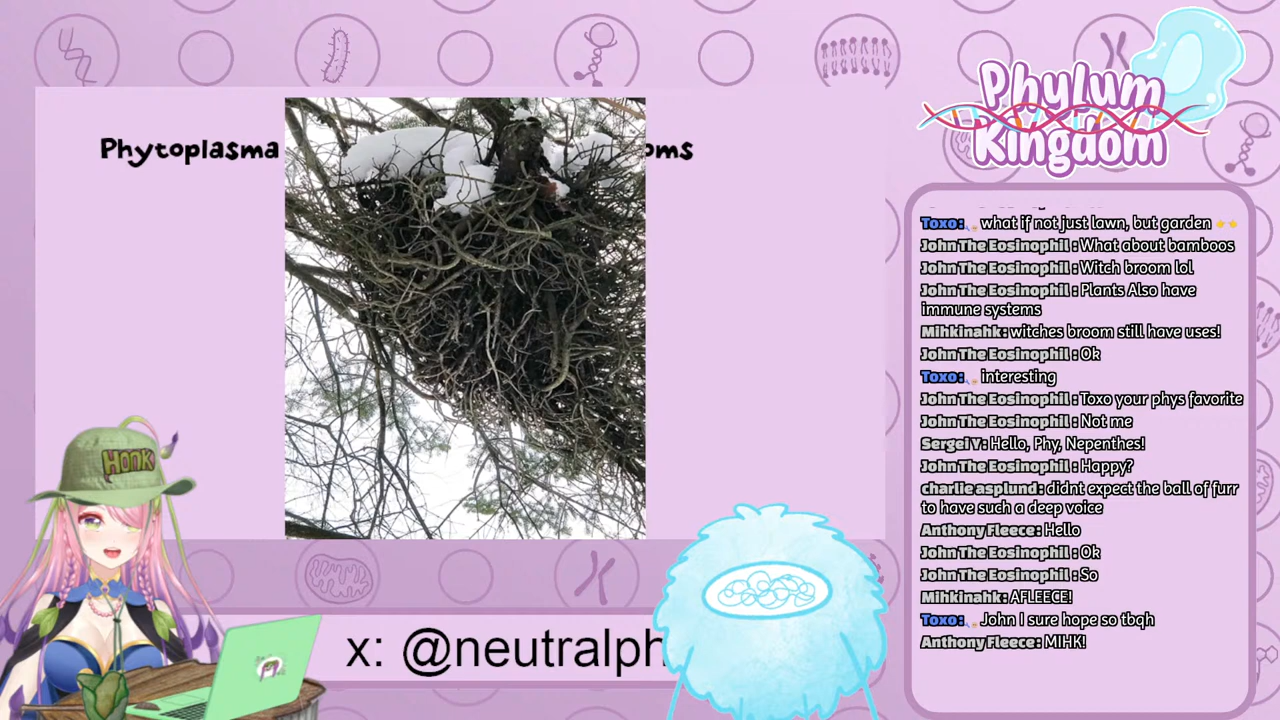 Phylum
Kingdom
Phytoplasma
oms
Toxo: what if not just lawn, but garden
John The Eosinophil : What about bamboos
John The Eosinophil : Witch broom lol
John The Eosinophil : Plants Also have
immune systems
Mihkinahk: witches broom still have uses!
John The Eosinophil : Ok
Toxo: interesting
John The Eosinophil : Toxo your phys favorite
John The Eosinophil : Not me
Sergei Y: Hello, Phy, Nepenthes!
John The Eosinophil : Happy?
charlie asplund: didnt expect the ball of furr
to have such a deep voice
Anthony Fleece: Hello
John The Eosinophil : Ok
John The Eosinophil : So
Mihkinahk: AFLEECE!
Toxo: John I sure hope so tbqh
Anthony Fleece: MIHK!
HONK
x: @neutralph